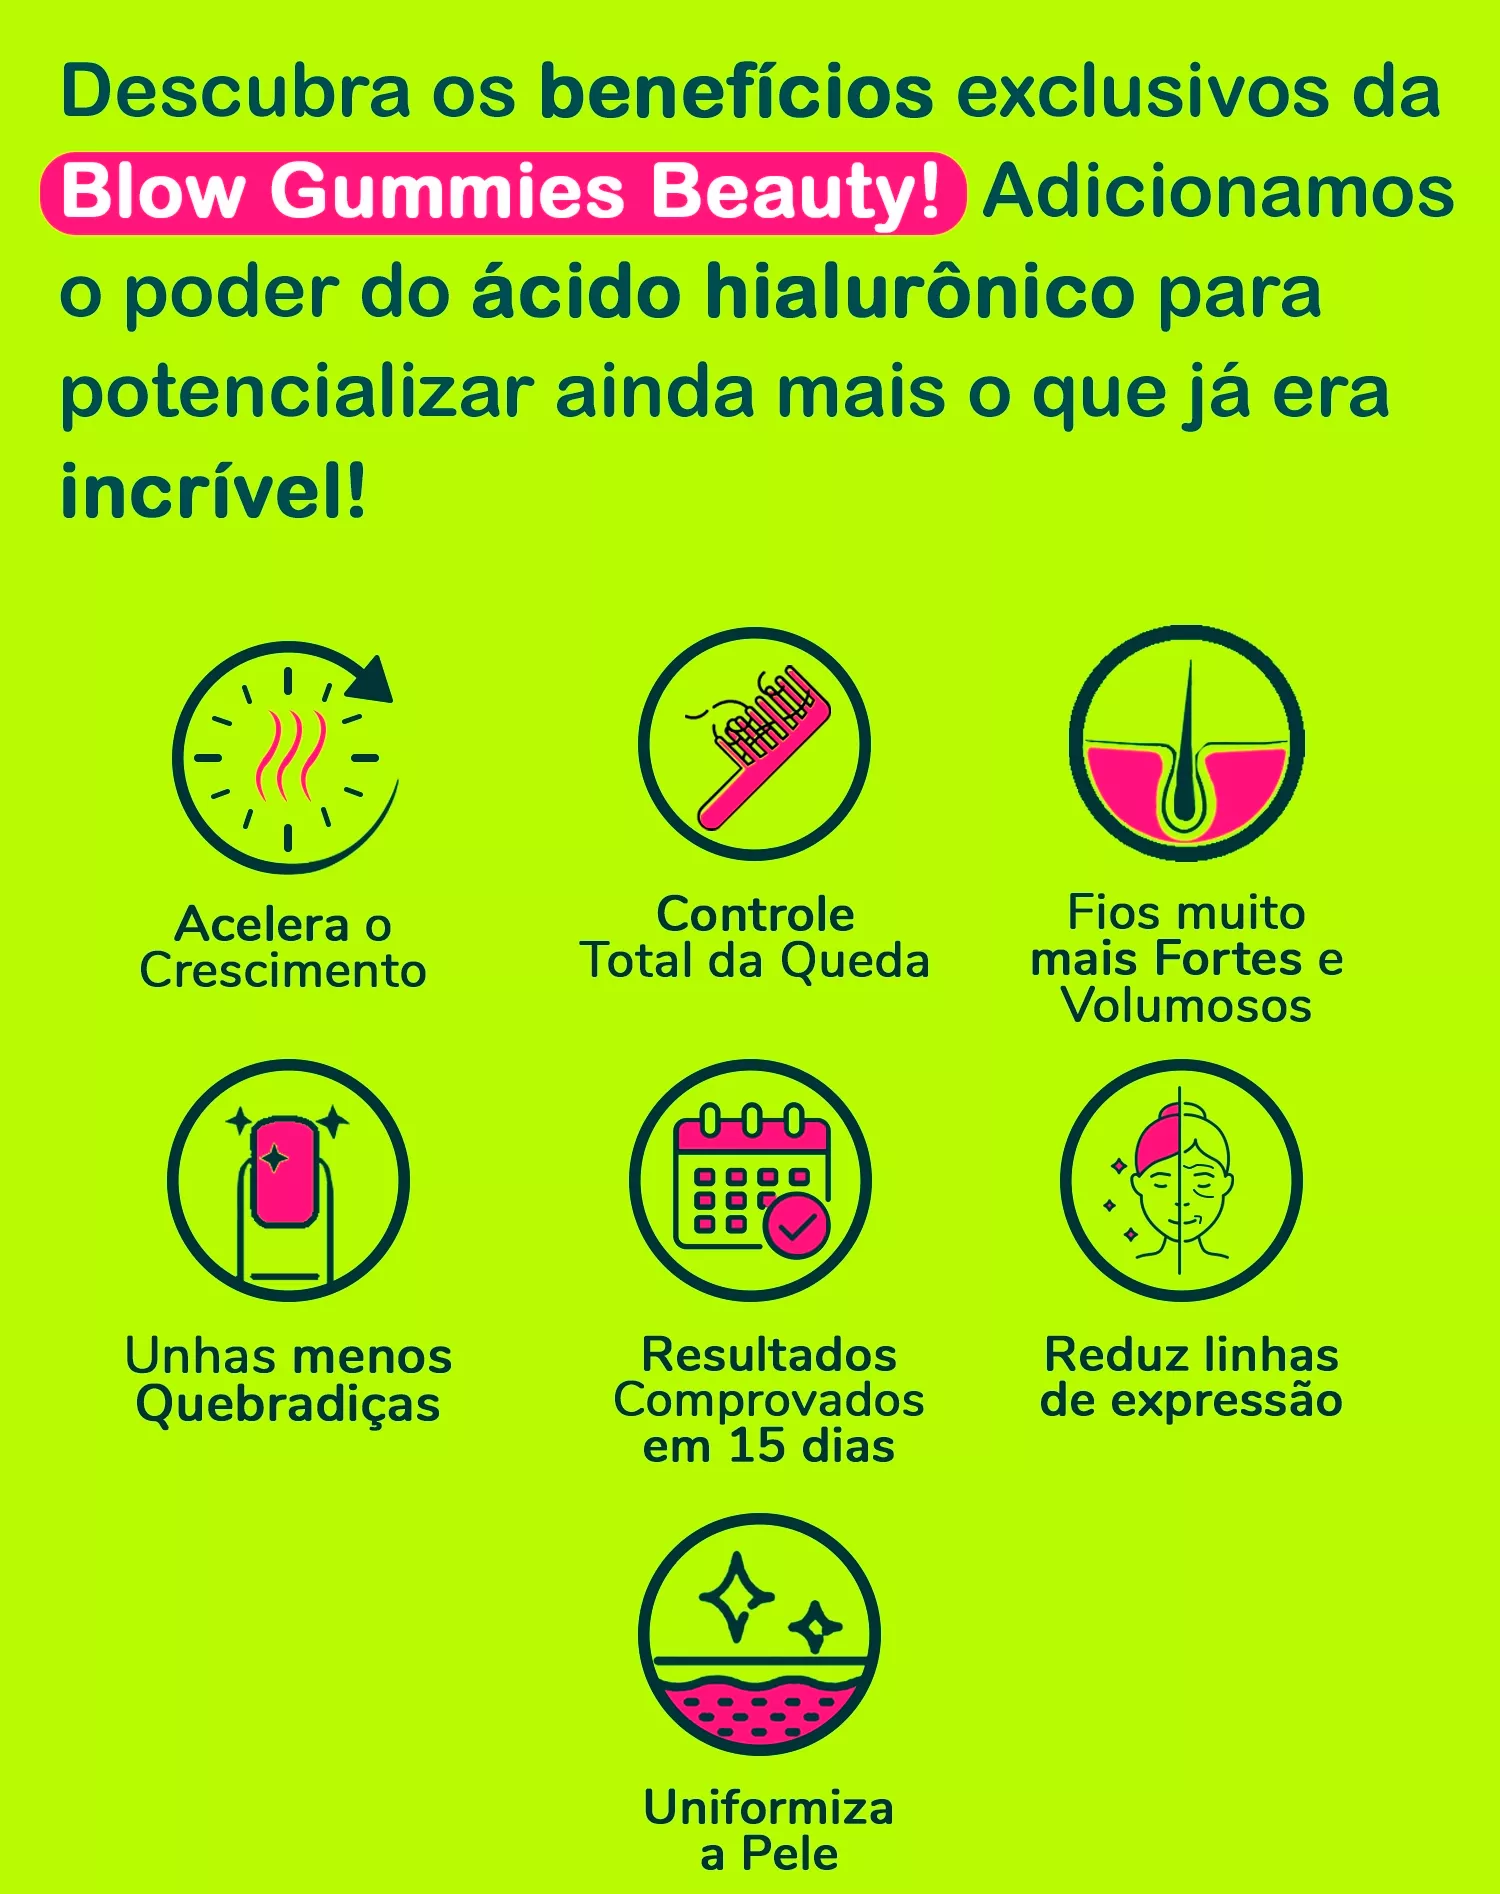 Descubra os benefícios exclusivos da
Blow Gummies Beauty! Adicionamos
o poder do ácido hialurônico para
potencializar ainda mais o que já era
incrível!
Acelera o
Crescimento
Controle
Total da Queda
Fios muito
mais Fortes e
Volumosos
Unhas menos
Quebradiças
Resultados
Comprovados
em 15 dias
Reduz linhas
de expressão
Uniformiza
a Pele